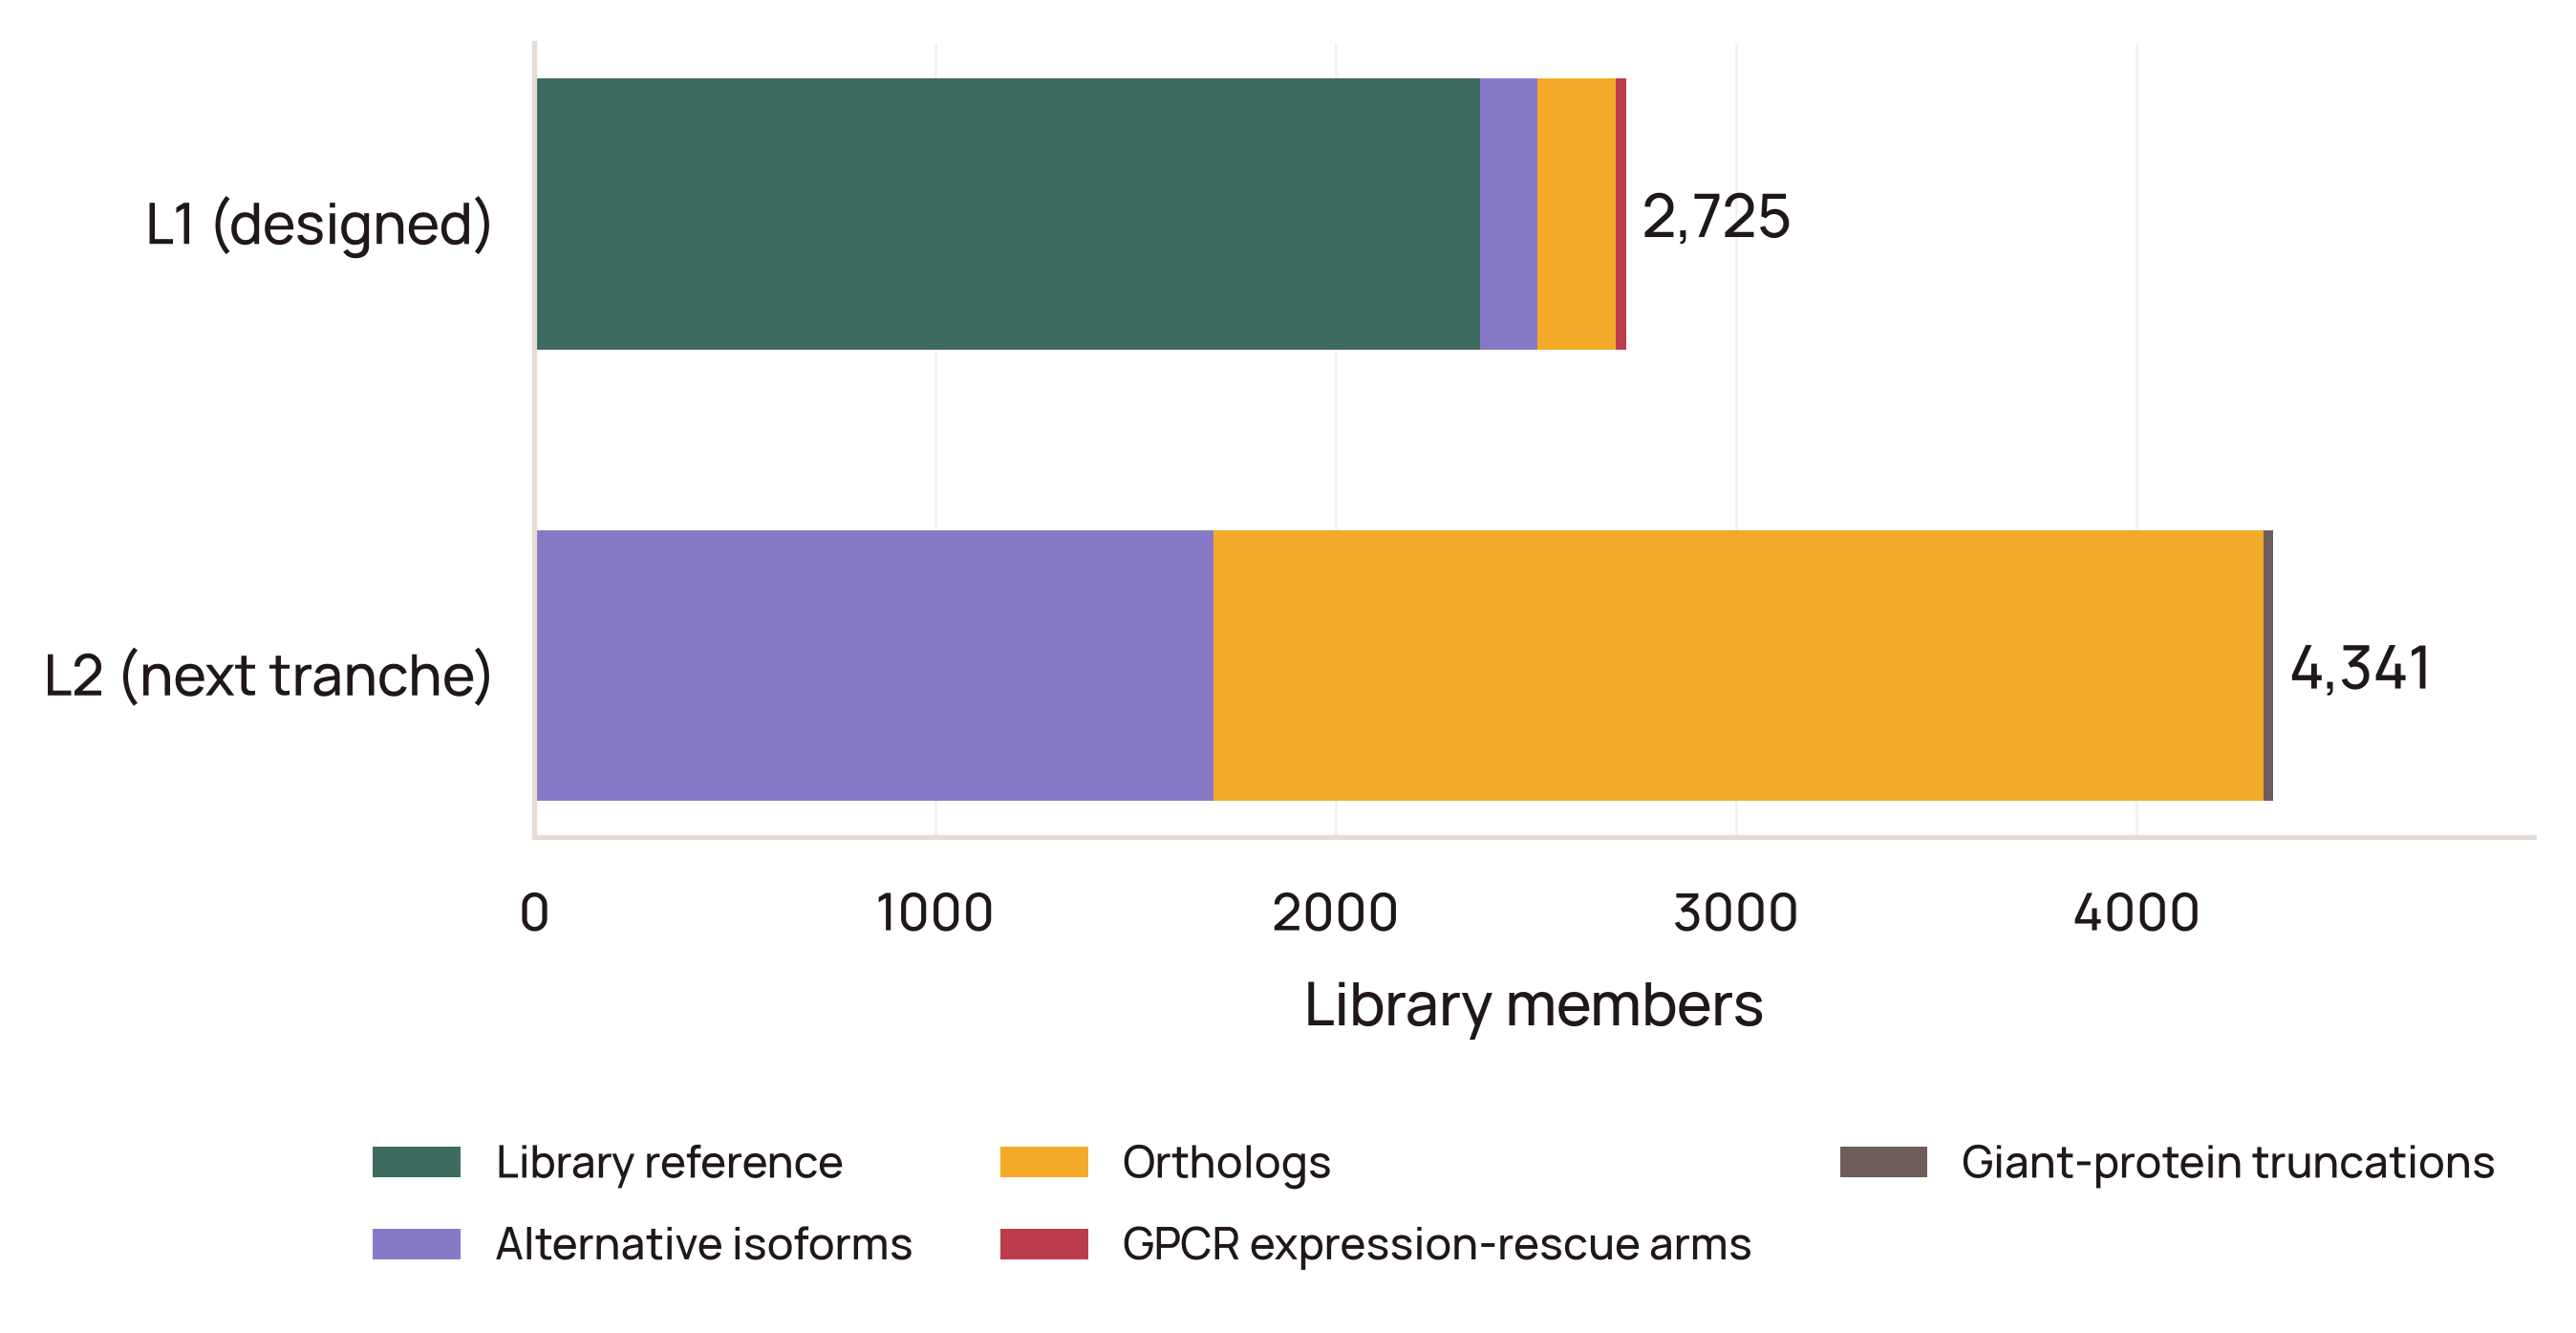 L1 (designed)
2,725
L2 (next tranche)
4,341
0 1000 2000 3000 4000
Library members
Library reference
Alternative isoforms
Orthologs
GPCR expression-rescue arms
Giant-protein truncations